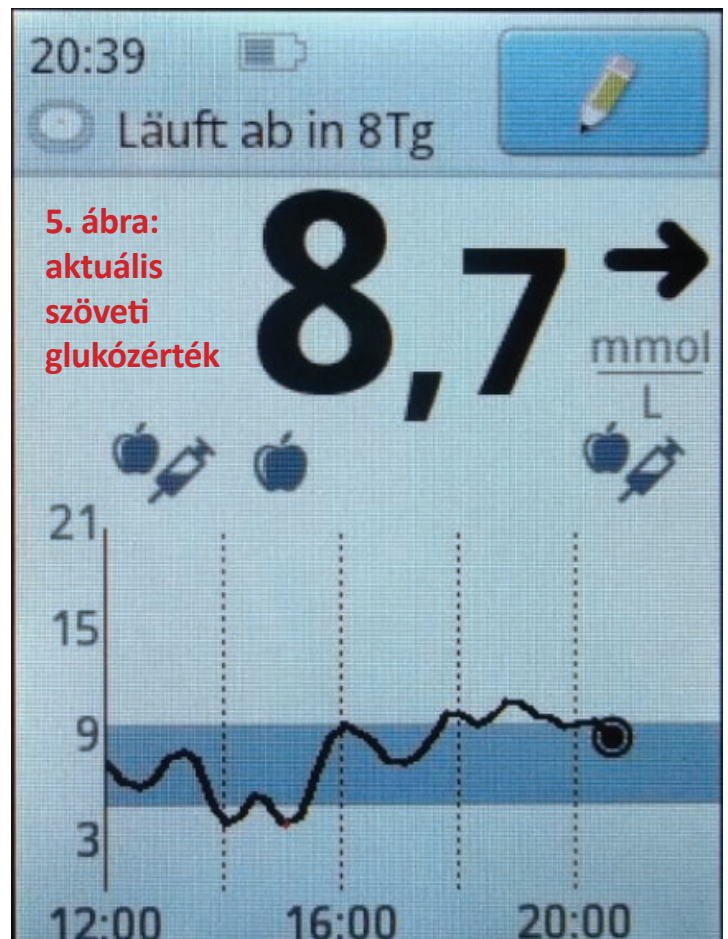 20:39
Läuft ab in 8Tg
5. ábra:
aktuális
szöveti
glukózérték
8,7
mmol
L
21
15
9
3
12:00
16:00
20:00